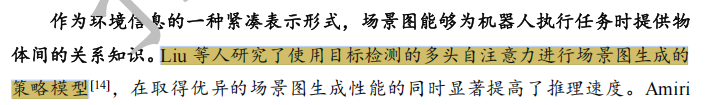 作为环境信息的一种紧凑表示形式，场景图能够为机器人执行任务时提供物
体间的关系知识。Liu 等人研究了使用目标检测的多头自注意力进行场景图生成的
策略模型[14]，在取得优异的场景图生成性能的同时显著提高了推理速度。Amiri